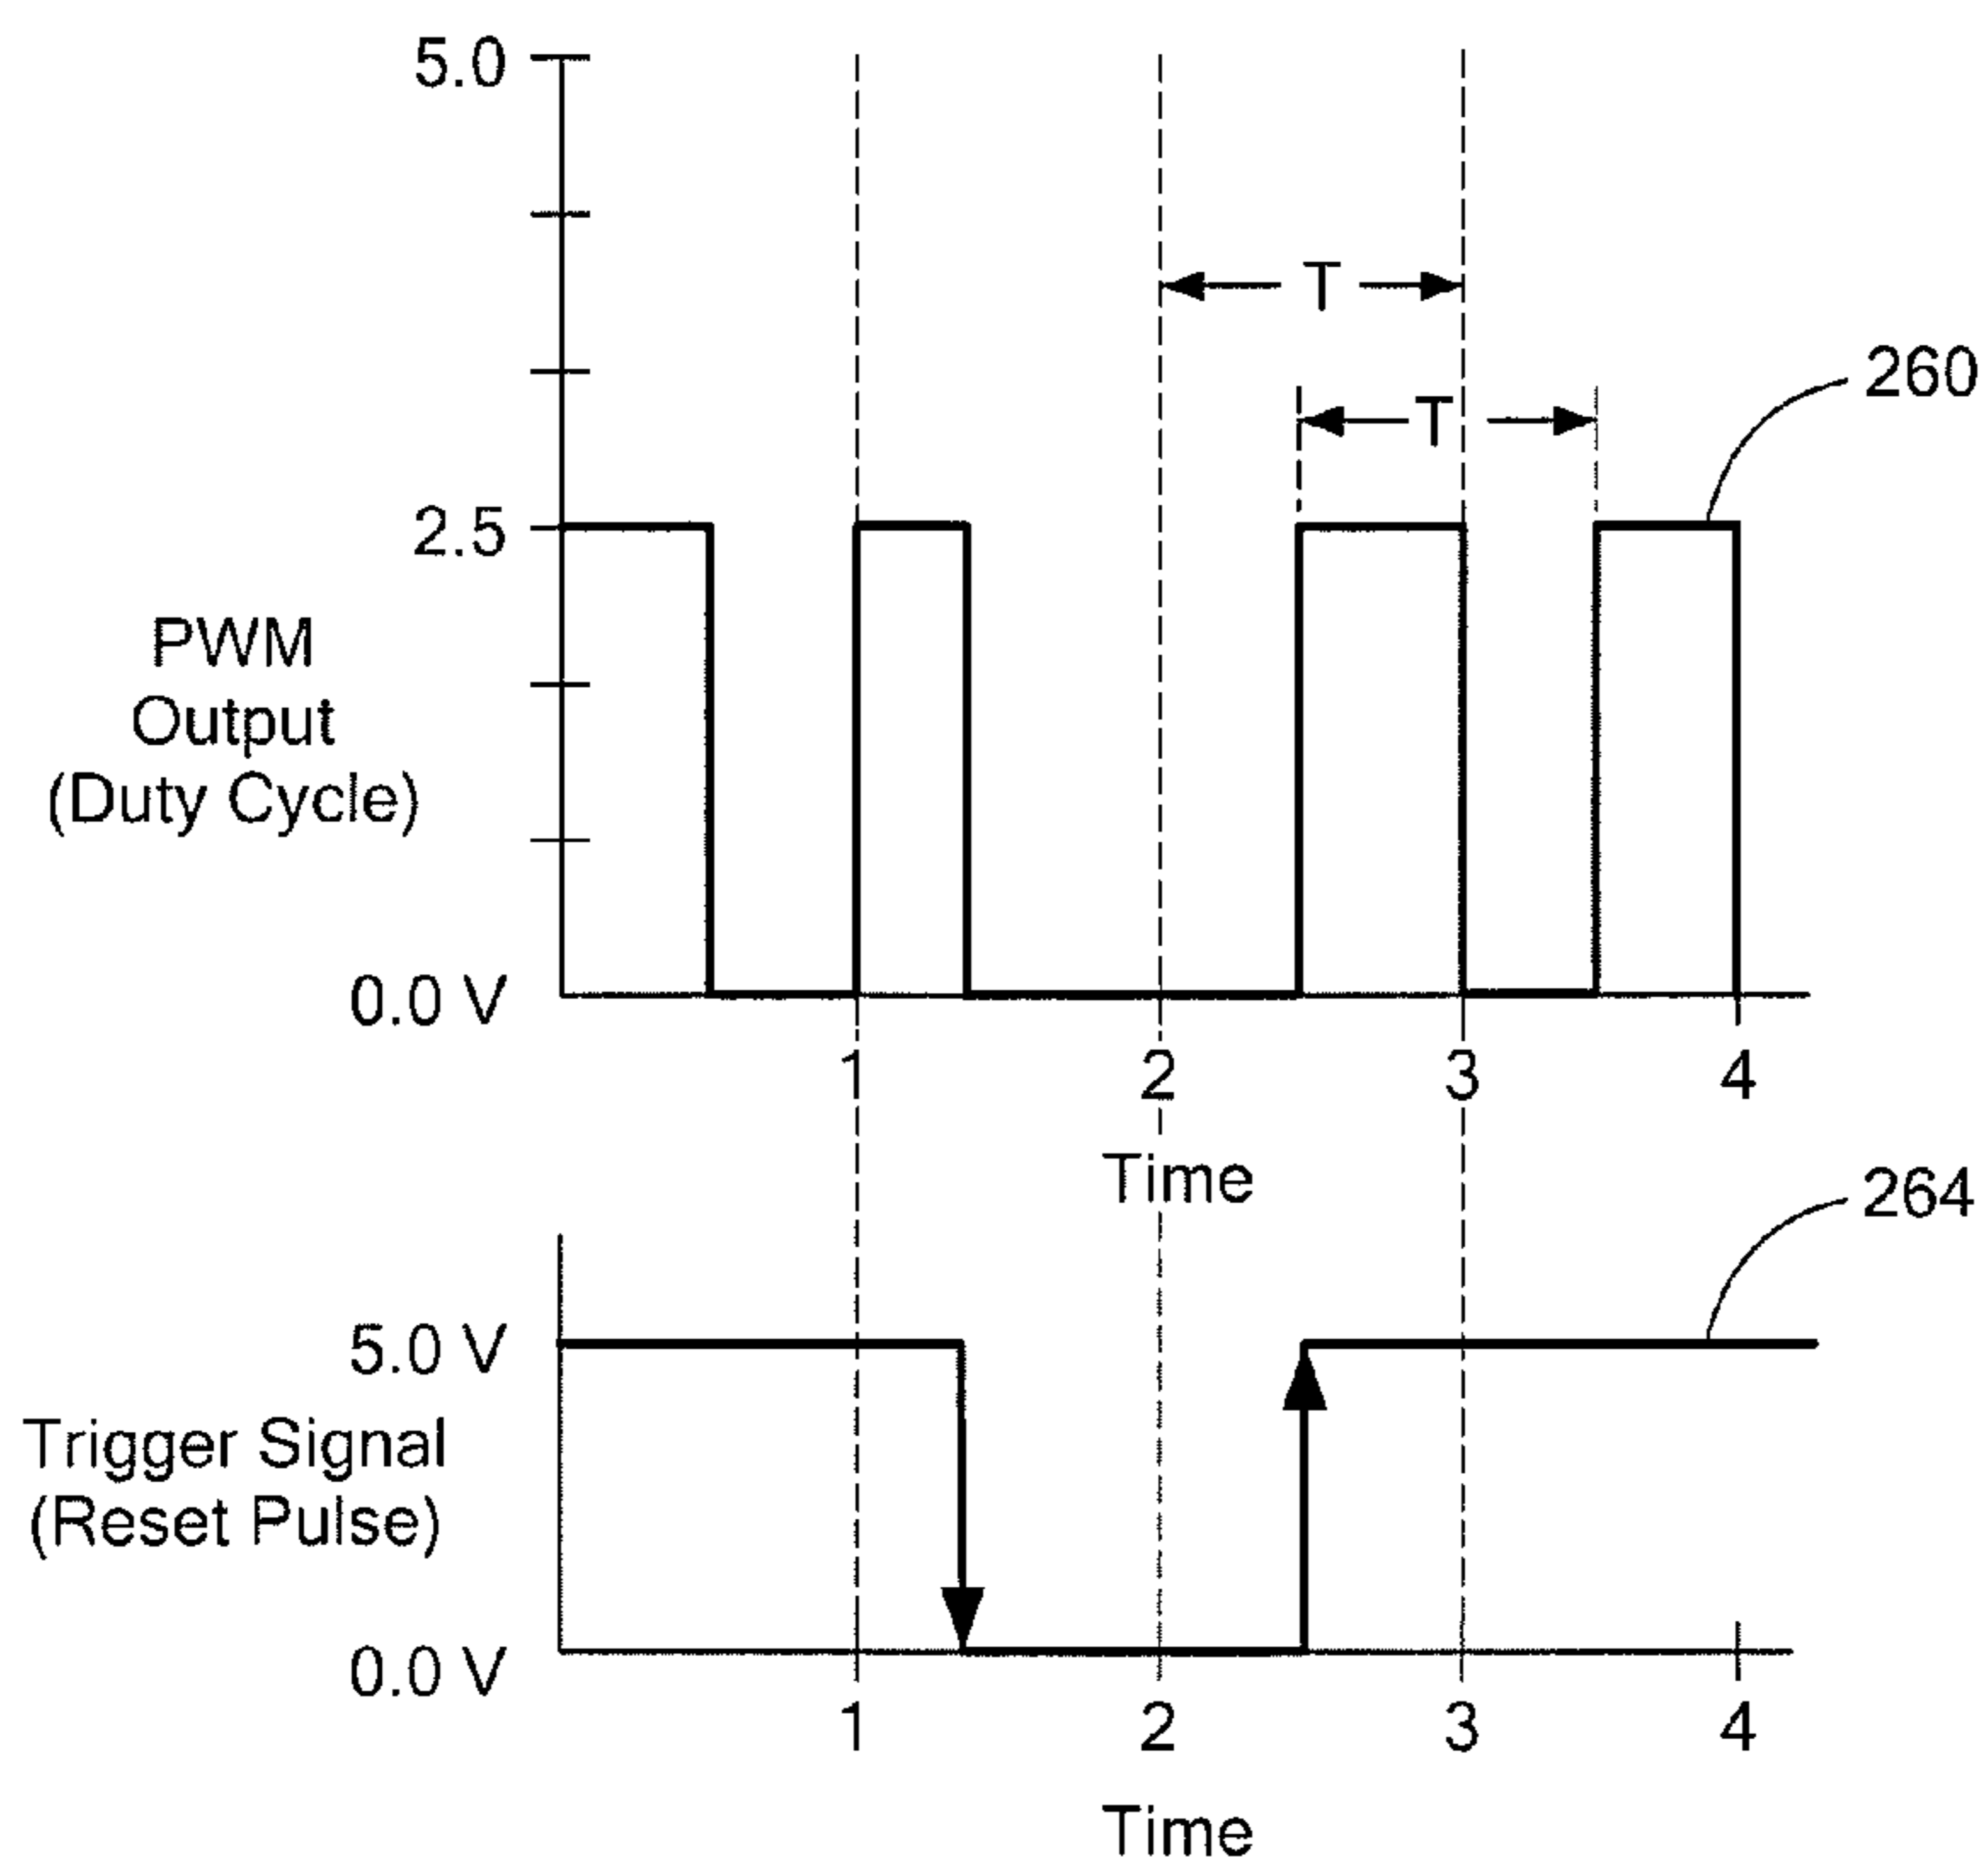 5.0
T
T
260
2.5
PWM
Output
(Duty Cycle)
0.0 V
1 2 3 4
Time
264
5.0 V
Trigger Signal
(Reset Pulse)
0.0 V
1 2 3 4
Time